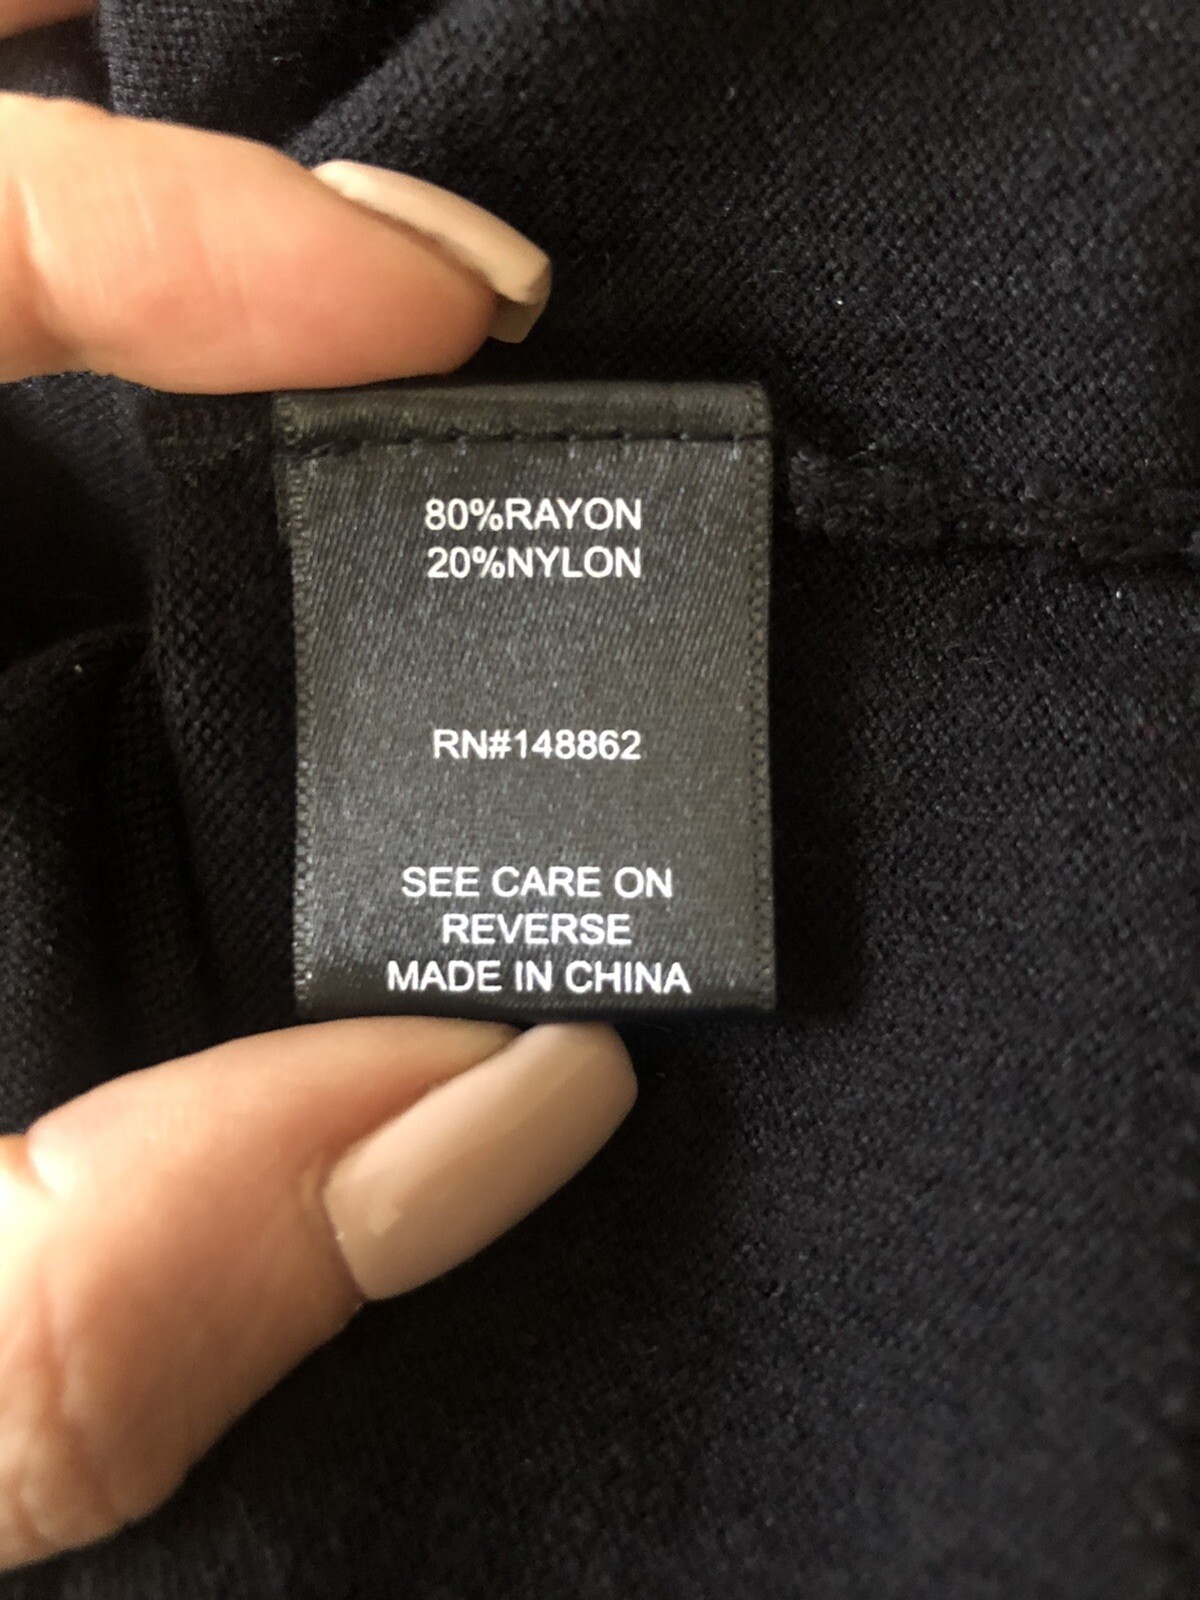 80%RAYON
20%NYLON
RN#148862
SEE CARE ON
REVERSE
MADE IN CHINA